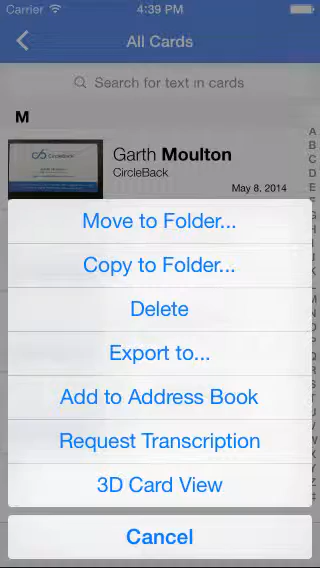 Carrier 4:39 PM
All Cards
Search for text in cards
M
CircleBack
Garth Moulton
CircleBack
May 8, 2014
A
B
C
D
E
Move to Folder...
Copy to Folder...
Delete
Export to...
Add to Address Book
Request Transcription
3D Card View
Cancel